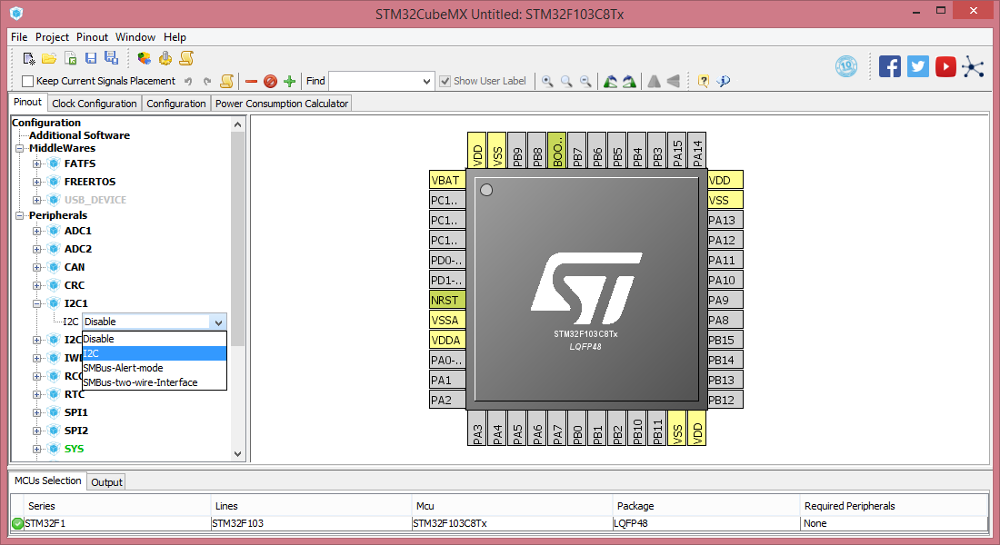 STM32CubeMX Untitled: STM32F103C8Tx
File Project Pinout Window Help
Keep Current Signals Placement Find Show User Label
Pinout Clock Configuration Configuration Power Consumption Calculator
Configuration
Additional Software
MiddleWares
FATFS
FREERTOS
USB_DEVICE
Peripherals
ADC1
ADC2
CAN
CRC
I2C1
I2C Disable
Disable
I2C
SMBus-Alert-mode
SMBus-two-wire-Interface
I2C
IW
RCC
RTC
SPI1
SPI2
SYS
VDD
VSS
PB9
PB8
BOO..
PB7
PB6
PB5
PB4
PB3
PA15
PA14
VBAT
PC1..
PC1..
PC1..
PD0-..
PD1-..
NRST
VSSA
VDDA
PA0-..
PA1
PA2
STM32F103C8Tx
LQFP48
VDD
VSS
PA13
PA12
PA11
PA10
PA9
PA8
PB15
PB14
PB13
PB12
PA3
PA4
PA5
PA6
PA7
PB0
PB1
PB2
PB10
PB11
VSS
VDD
MCUs Selection Output
Series Lines Mcu Package Required Peripherals
STM32F1 STM32F103 STM32F103C8Tx LQFP48 None